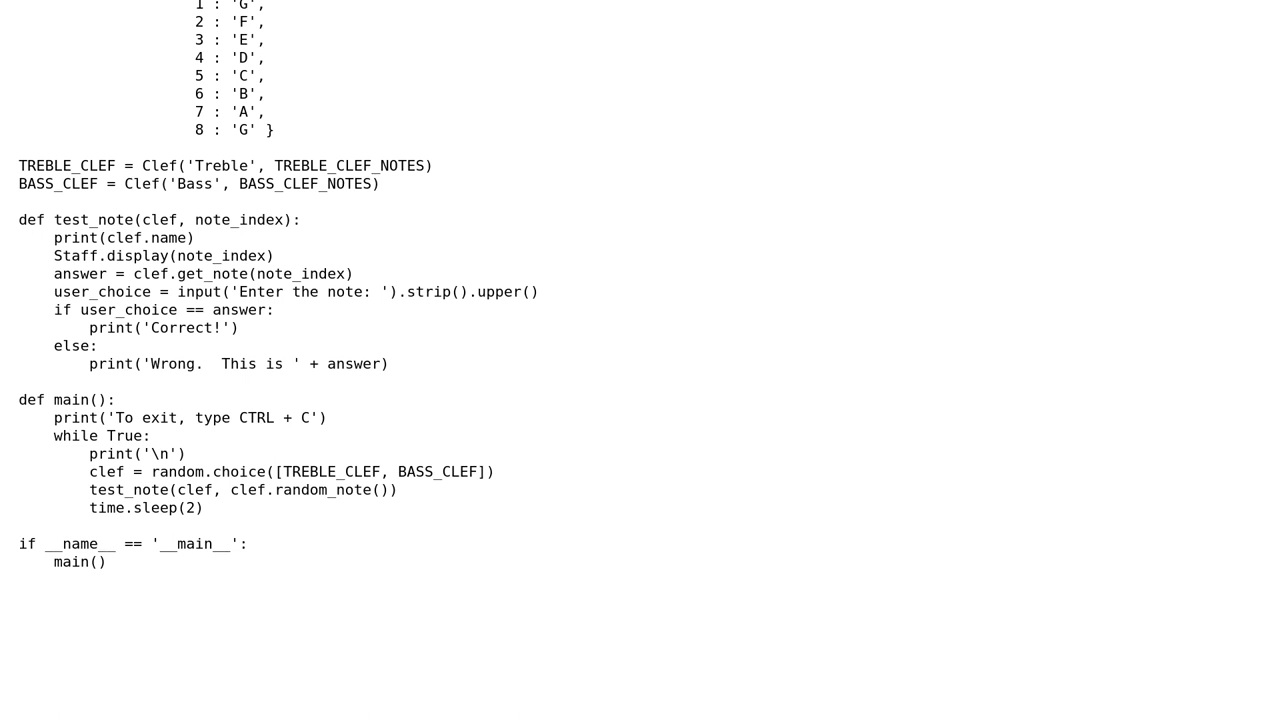 1 : 'G',
                    2 : 'F',
                    3 : 'E',
                    4 : 'D',
                    5 : 'C',
                    6 : 'B',
                    7 : 'A',
                    8 : 'G' }

TREBLE_CLEF = Clef('Treble', TREBLE_CLEF_NOTES)
BASS_CLEF = Clef('Bass', BASS_CLEF_NOTES)

def test_note(clef, note_index):
    print(clef.name)
    Staff.display(note_index)
    answer = clef.get_note(note_index)
    user_choice = input('Enter the note: ').strip().upper()
    if user_choice == answer:
        print('Correct!')
    else:
        print('Wrong.  This is ' + answer)

def main():
    print('To exit, type CTRL + C')
    while True:
        print('\n')
        clef = random.choice([TREBLE_CLEF, BASS_CLEF])
        test_note(clef, clef.random_note())
        time.sleep(2)

if __name__ == '__main__':
    main()